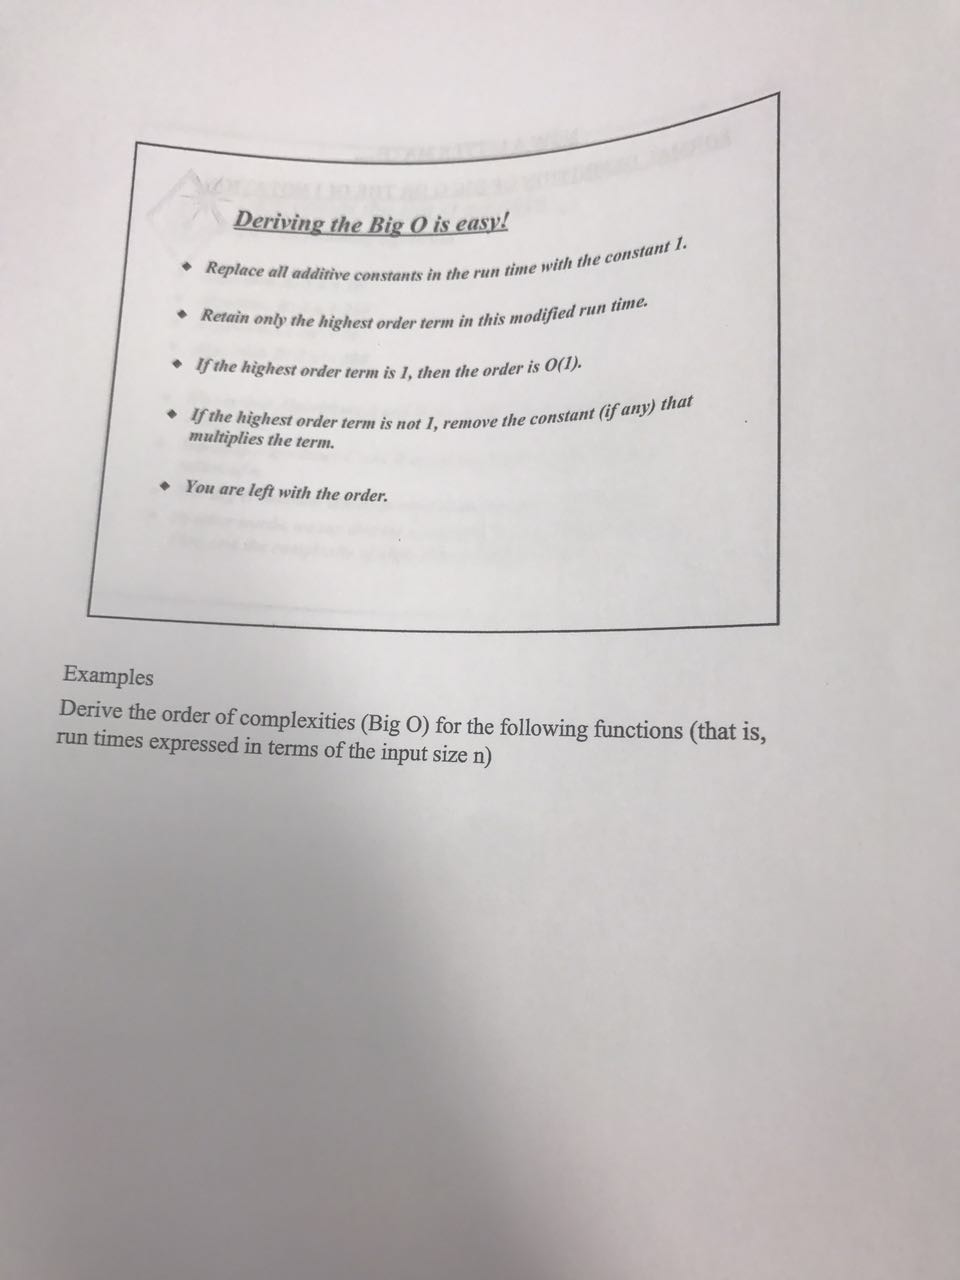 Deriving the Big O is easy!
◆ Replace all additive constants in the run time with the constant 1.
◆ Retain only the highest order term in this modified run time.
◆ If the highest order term is 1, then the order is O(1).
◆ If the highest order term is not 1, remove the constant (if any) that
multiplies the term.
◆ You are left with the order.
Examples
Derive the order of complexities (Big O) for the following functions (that is,
run times expressed in terms of the input size n)